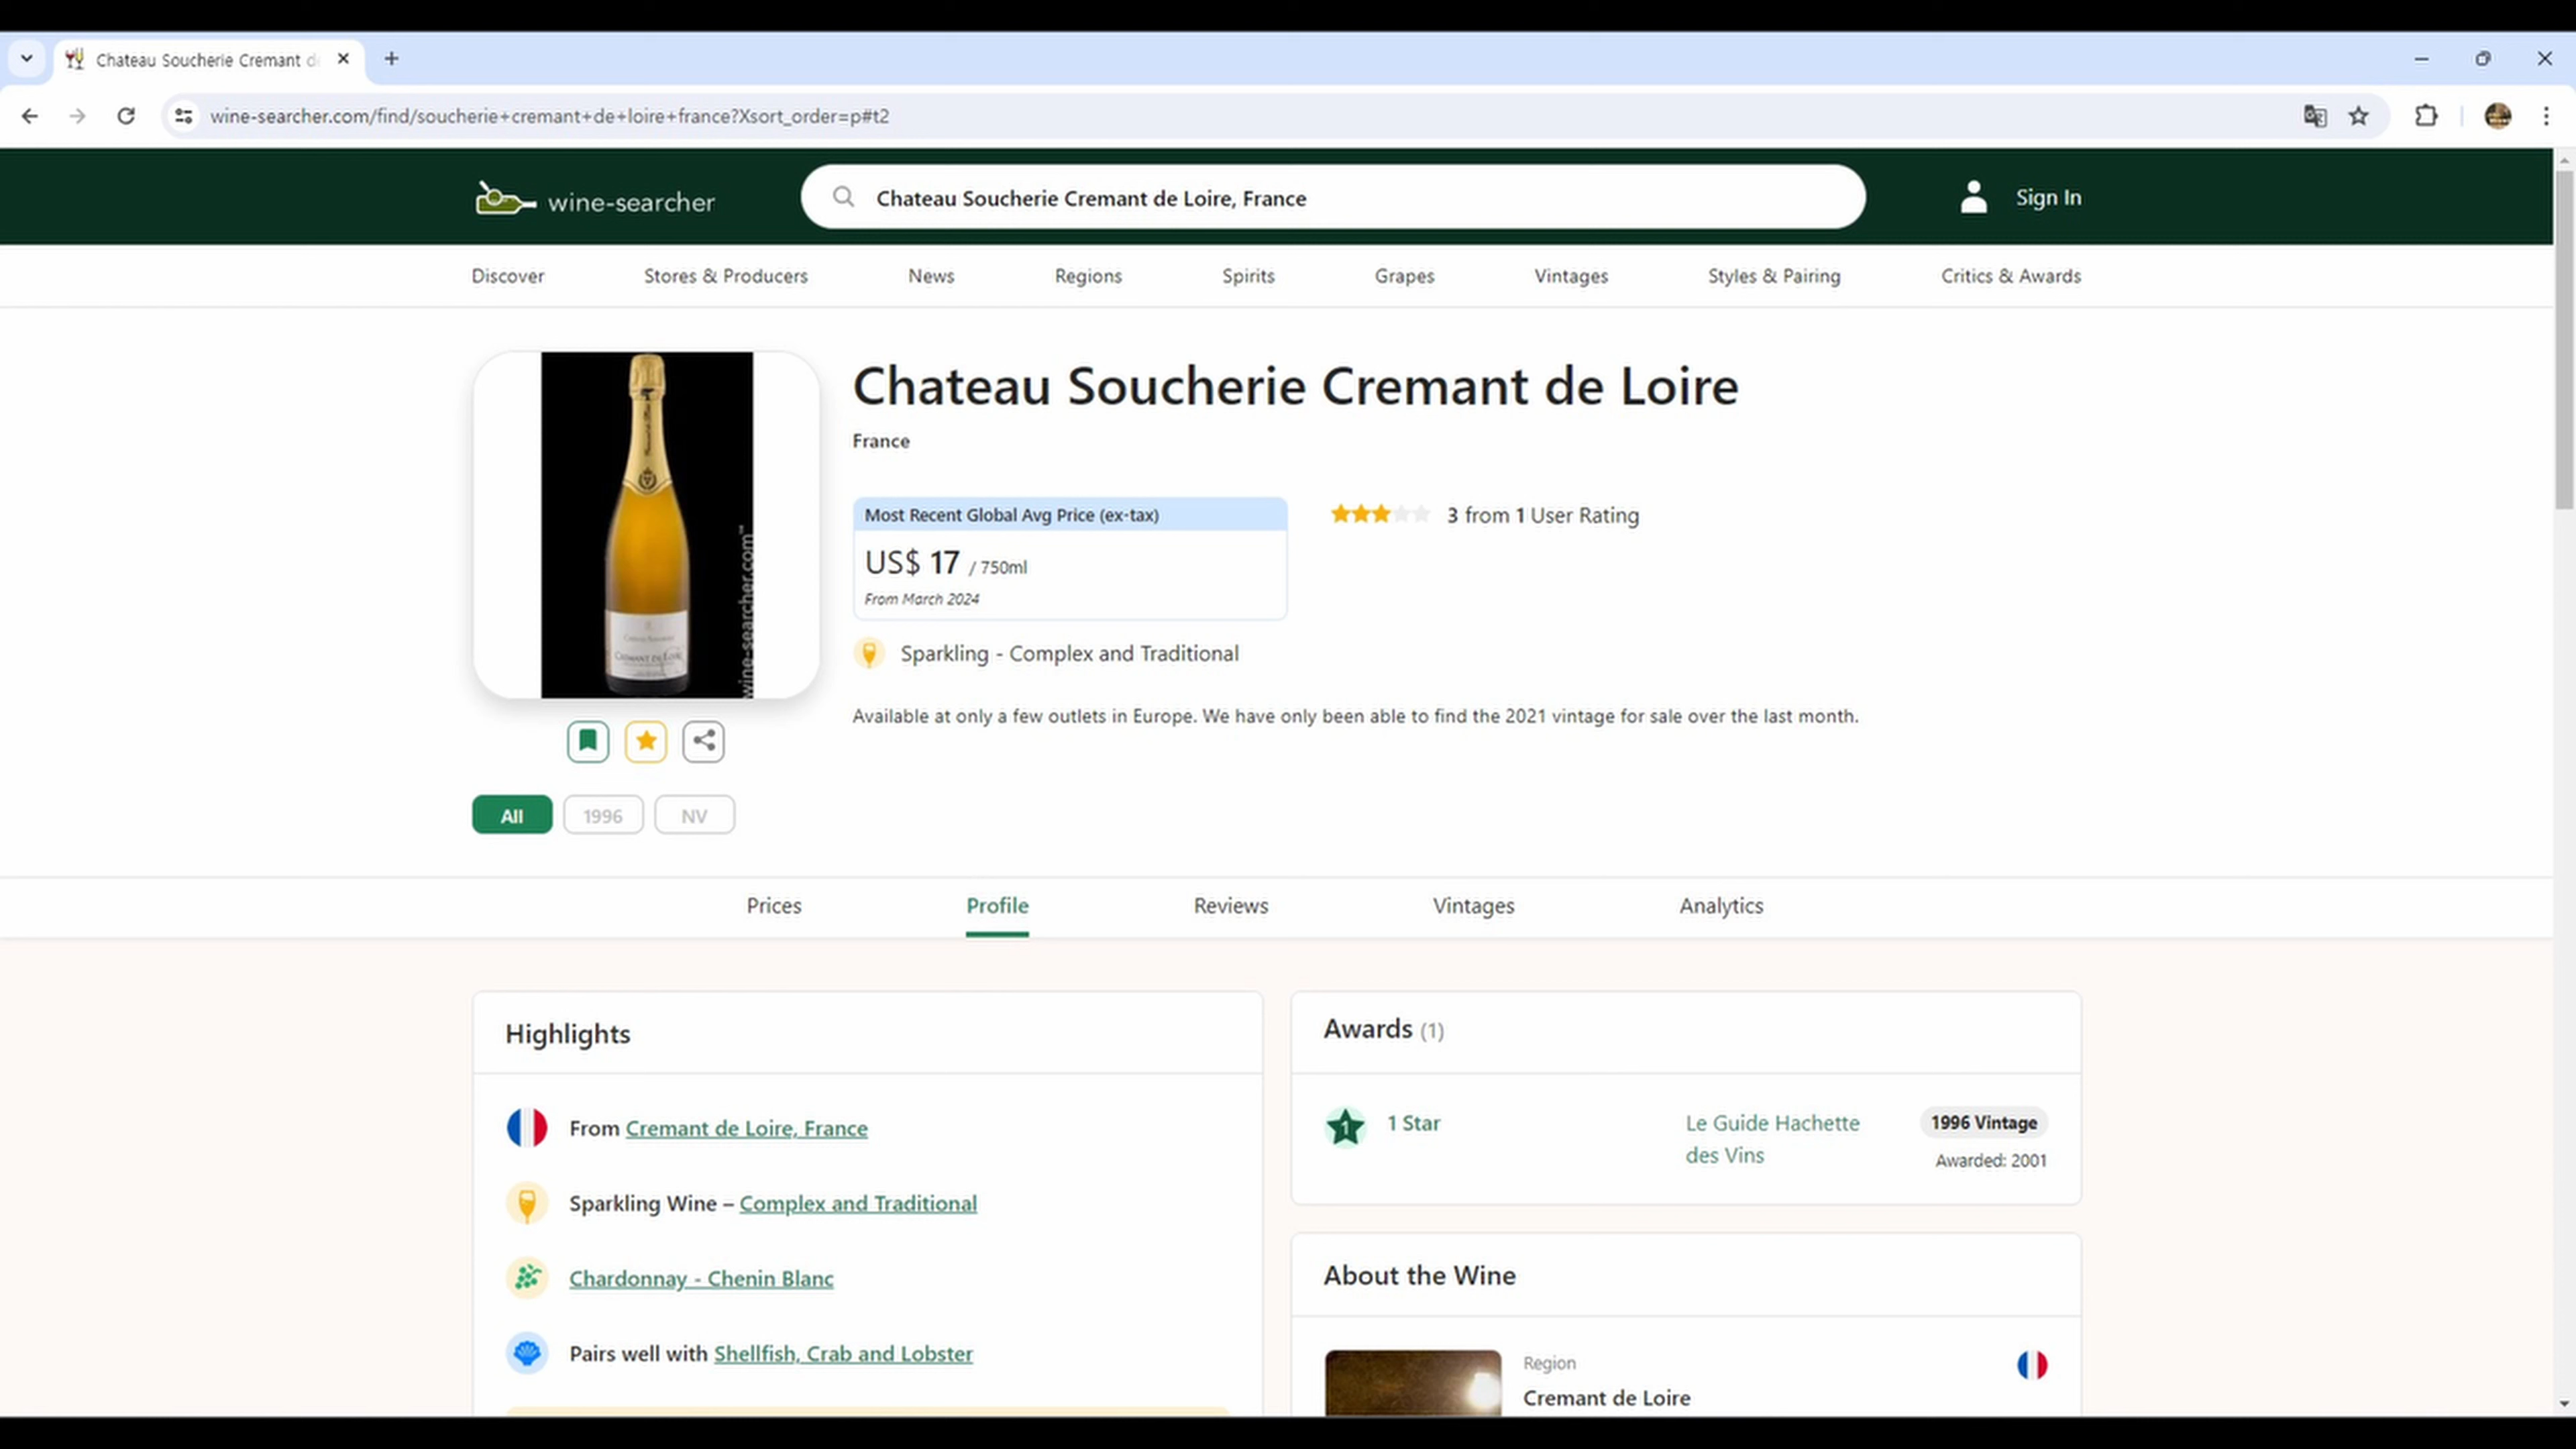 Chateau Soucherie Cremant d
wine-searcher.com/find/soucherie+cremant+de+loire+france?Xsort_order=p#t2
wine-searcher
Chateau Soucherie Cremant de Loire, France
Sign In
Discover
Stores & Producers
News
Regions
Spirits
Grapes
Vintages
Styles & Pairing
Critics & Awards
wine-searcher.com
CREMANT DE LOIRE
Chateau Soucherie Cremant de Loire
France
Most Recent Global Avg Price (ex-tax)
US$ 17 / 750ml
From March 2024
3 from 1 User Rating
Sparkling - Complex and Traditional
Available at only a few outlets in Europe. We have only been able to find the 2021 vintage for sale over the last month.
All
1996
NV
Prices
Profile
Reviews
Vintages
Analytics
Highlights
From Cremant de Loire, France
Sparkling Wine – Complex and Traditional
Chardonnay - Chenin Blanc
Pairs well with Shellfish, Crab and Lobster
Awards (1)
1
1 Star
Le Guide Hachette
des Vins
1996 Vintage
Awarded: 2001
About the Wine
Region
Cremant de Loire